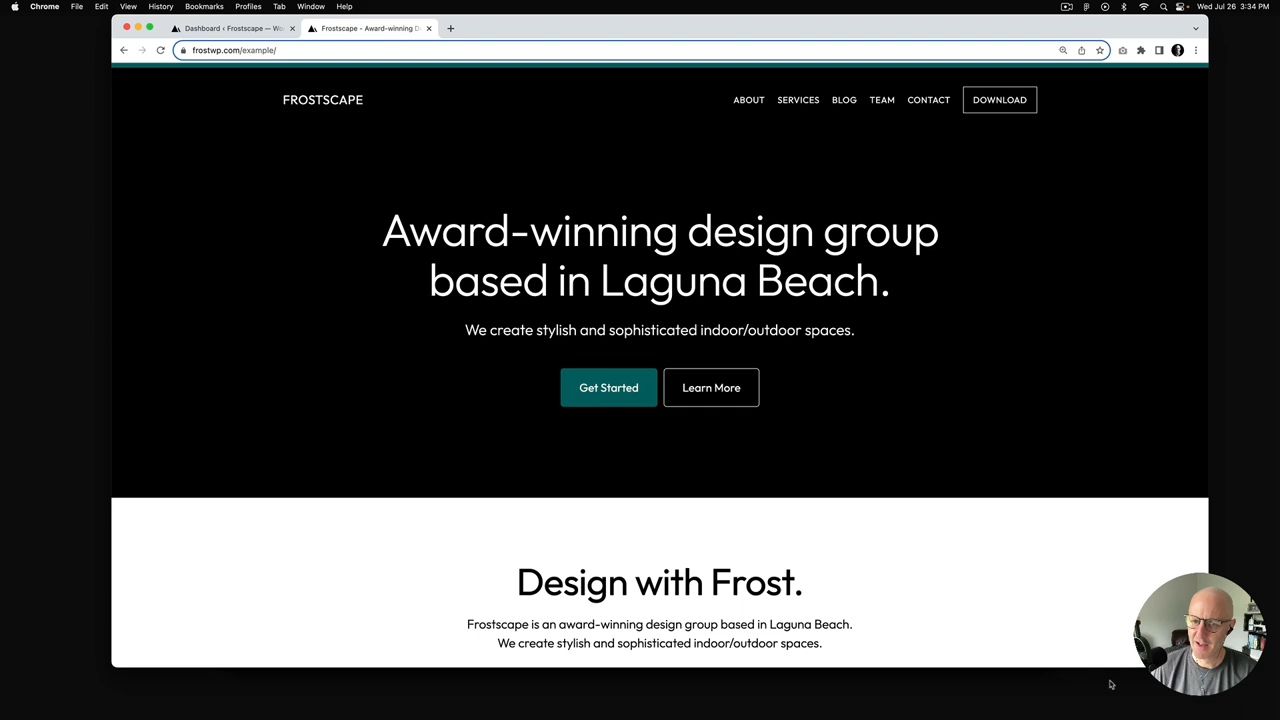 Chrome File Edit View History Bookmarks Profiles Tab Window Help Wed Jul 26 3:34 PM
Dashboard ‹ Frostscape — Wo Frostscape - Award-winning D
frostwp.com/example/
FROSTSCAPE ABOUT SERVICES BLOG TEAM CONTACT DOWNLOAD
Award-winning design group
based in Laguna Beach.
We create stylish and sophisticated indoor/outdoor spaces.
Get Started Learn More
Design with Frost.
Frostscape is an award-winning design group based in Laguna Beach.
We create stylish and sophisticated indoor/outdoor spaces.